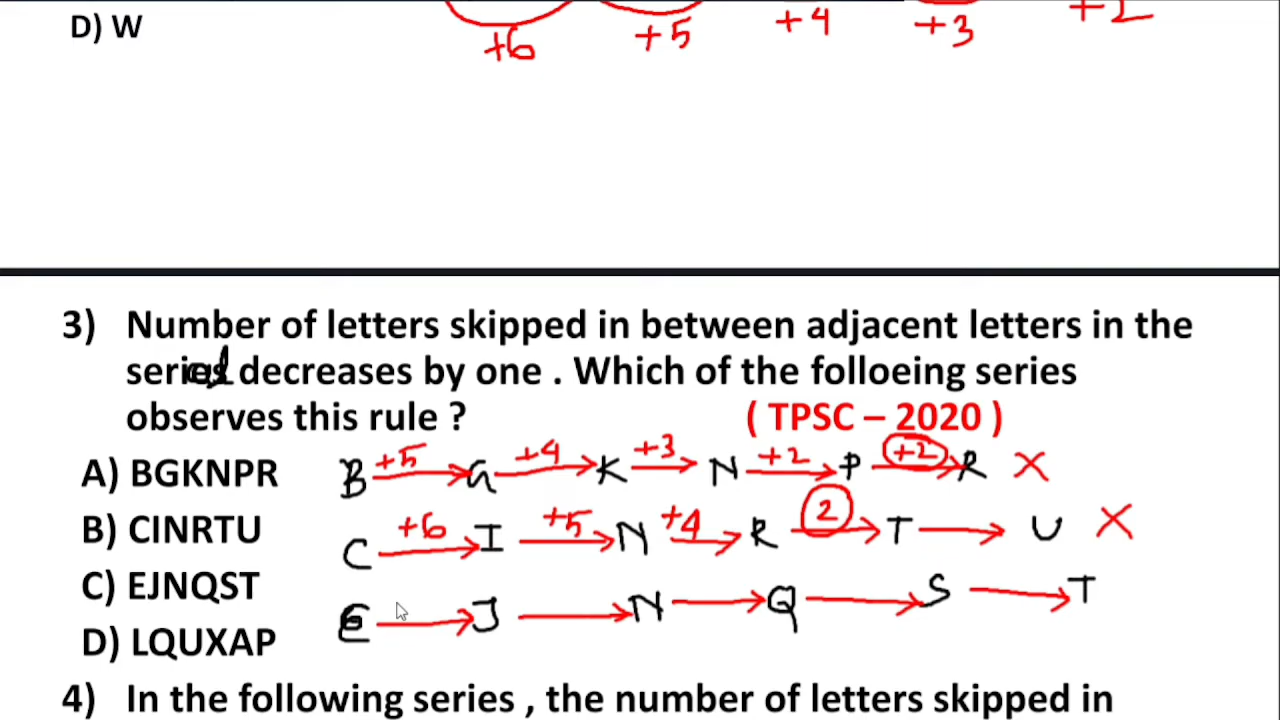 D) W
+6 +5 +4 +3 +2
3) Number of letters skipped in between adjacent letters in the
series decreases by one . Which of the folloeing series
observes this rule ? ( TPSC – 2020 )
A) BGKNPR B +5 G +4 K +3 N +2 P +2 R X
B) CINRTU C +6 I +5 N +4 R 2 T U X
C) EJNQST E J N Q S T
D) LQUXAP
4) In the following series , the number of letters skipped in